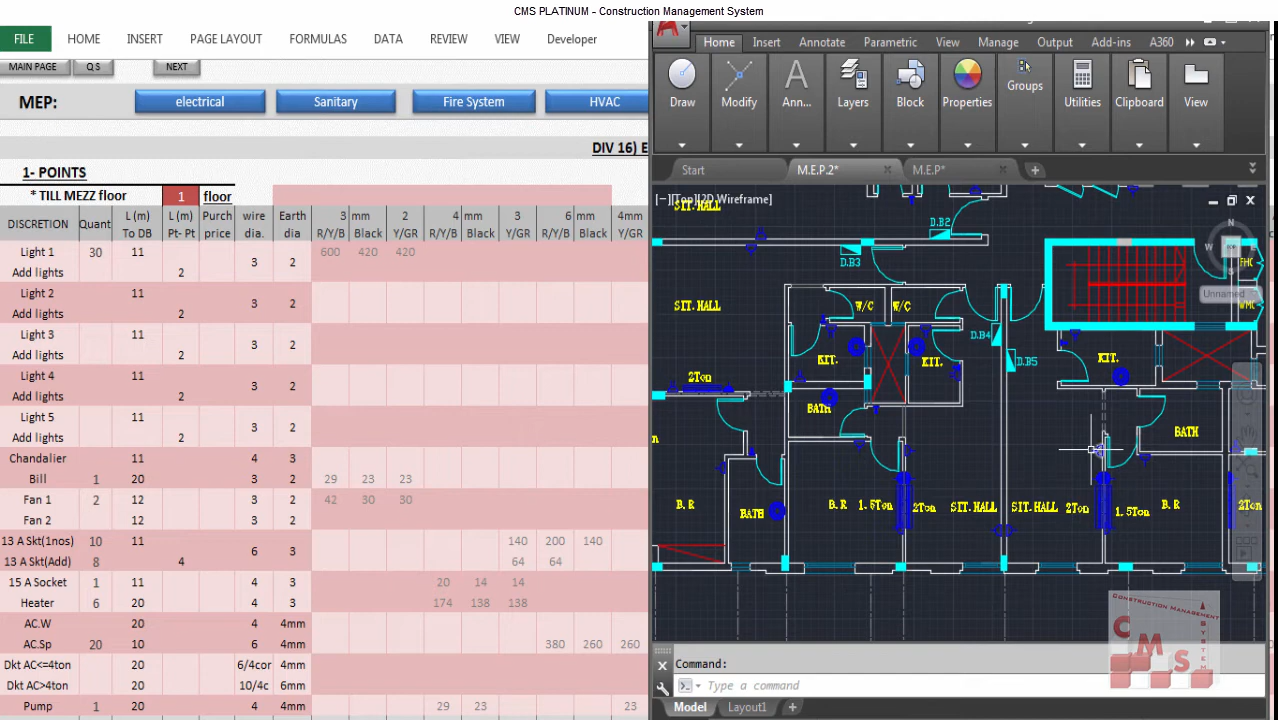 CMS PLATINUM - Construction Management System
FILE HOME INSERT PAGE LAYOUT FORMULAS DATA REVIEW VIEW Developer
MAIN PAGE Q S NEXT
MEP: electrical Sanitary Fire System HVAC
DIV 16) E
1- POINTS
* TILL MEZZ floor 1 floor
DISCRETION Quant L (m) To DB L (m) Pt- Pt Purch price wire dia. Earth dia 3 mm 2 4 mm 3 6 mm 4mm
R/Y/B Black Y/GR R/Y/B Black Y/GR R/Y/B Black Y/GR
Light 1 30 11 3 2 600 420 420
Add lights 2
Light 2 11 3 2
Add lights 2
Light 3 11 3 2
Add lights 2
Light 4 11 3 2
Add lights 2
Light 5 11 3 2
Add lights 2
Chandalier 11 4 3
Bill 1 20 3 2 29 23 23
Fan 1 2 12 3 2 42 30 30
Fan 2 12 3 2
13 A Skt(1nos) 10 11 6 3 140 200 140
13 A Skt(Add) 8 4 64 64
15 A Socket 1 11 4 3 20 14 14
Heater 6 20 4 3 174 138 138
AC.W 20 4 4mm
AC.Sp 20 10 6 4mm 380 260 260
Dkt AC<=4ton 20 6/4cor 4mm
Dkt AC>4ton 20 10/4c 6mm
Pump 1 20 4 4mm 29 23 23
Home Insert Annotate Parametric View Manage Output Add-ins A360
Draw Modify Ann... Layers Block Properties Groups Utilities Clipboard View
Start M.E.P.2* M.E.P*
[−][Top][2D Wireframe]
SIT.HALL
D.B2
N
D.B3
W
FHC
Unnamed
SIT.HALL W/C W/C WMC
D.B4
KIT. KIT. D.B5 KIT.
2Ton
BATH BATH
B.R BATH B.R 1.5Ton 2Ton SIT.HALL SIT.HALL 2Ton 1.5Ton B.R 2Ton
CONSTRUCTION MANAGEMENT SYSTEM
CMS
Command:
Type a command
Model Layout1